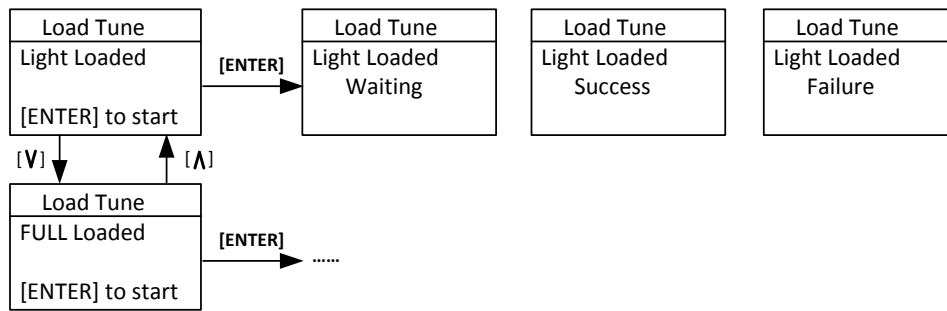 Load Tune
Light Loaded
[ENTER] to start
[ENTER]
Load Tune
Light Loaded
Waiting
Load Tune
Light Loaded
Success
Load Tune
Light Loaded
Failure
[V]
[Λ]
Load Tune
FULL Loaded
[ENTER] to start
[ENTER]
......